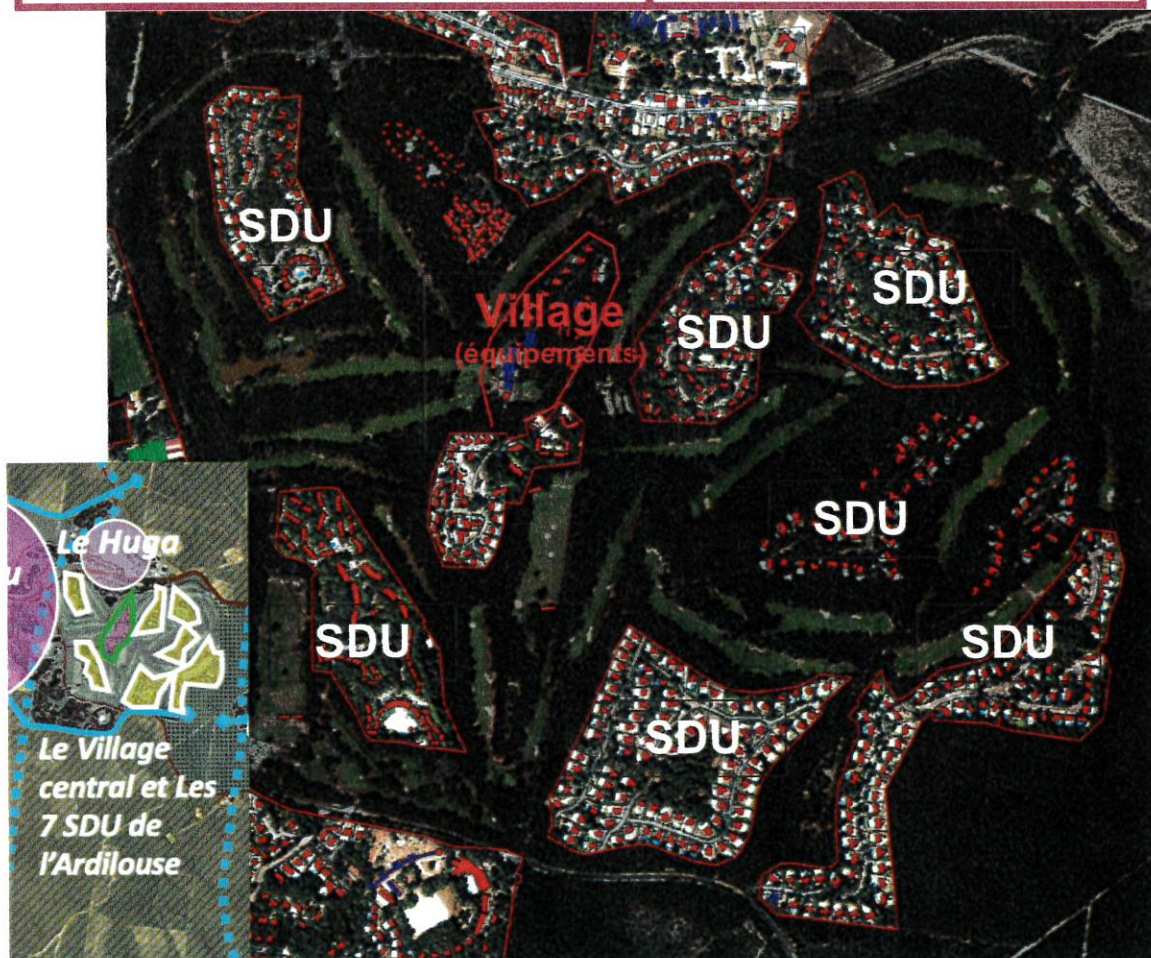 SDU
SDU
Village
SDU
(équipements)
SDU
SDU
SDU
SDU
Le Huga
u
Le Village
central et Les
7 SDU de
l'Ardilouse